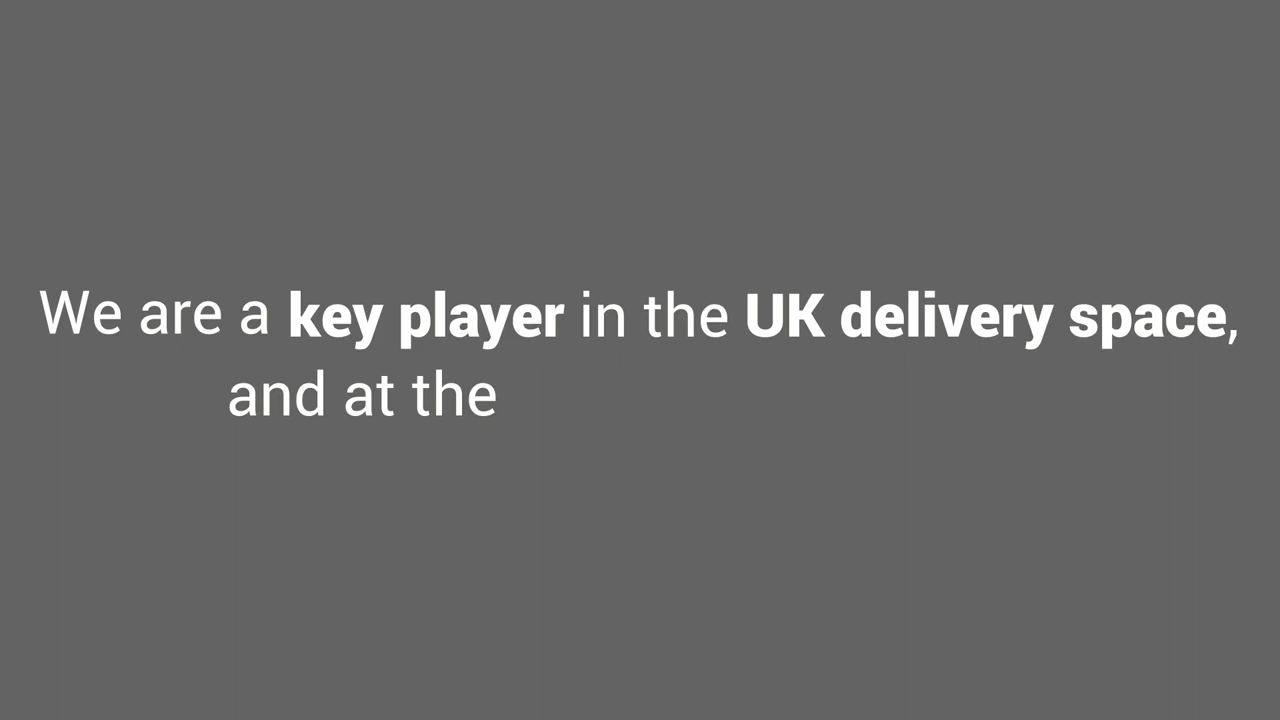 We are a key player in the UK delivery space,
and at the